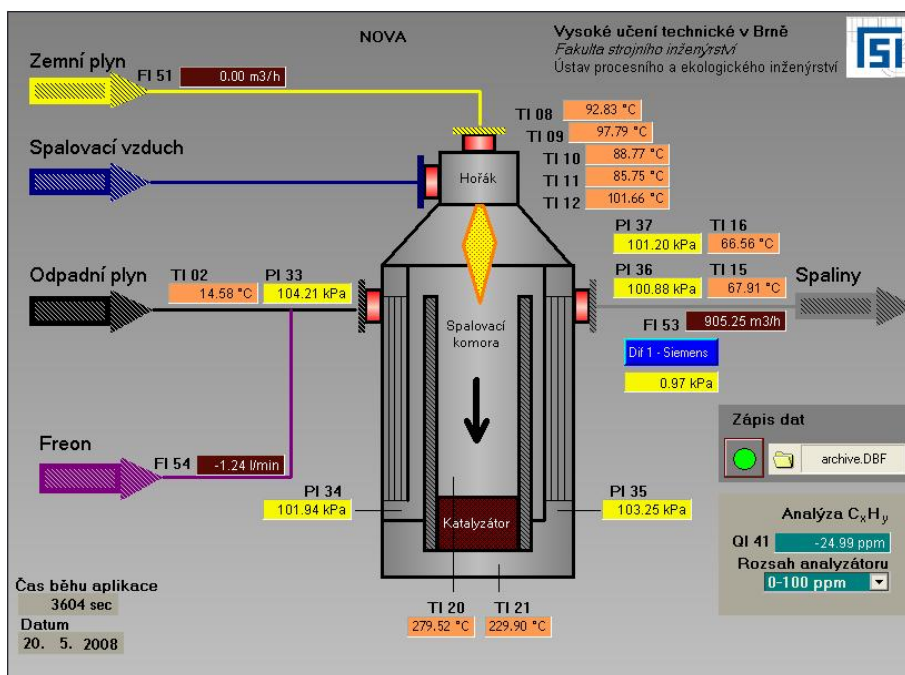 NOVA
Vysoké učení technické v Brně
Fakulta strojního inženýrství
Ústav procesního a ekologického inženýrství
Zemní plyn
FI 51 0.00 m3/h
TI 08 92.83 °C
TI 09 97.79 °C
TI 10 88.77 °C
TI 11 85.75 °C
TI 12 101.66 °C
Spalovací vzduch
Hořák
PI 37 TI 16
101.20 kPa 66.56 °C
Odpadní plyn
TI 02 PI 33
14.58 °C 104.21 kPa
PI 36 TI 15
100.88 kPa 67.91 °C
Spaliny
FI 53 905.25 m3/h
Dif 1 - Siemens
0.97 kPa
Spalovací
komora
Freon
FI 54 -1.24 l/min
Zápis dat
archive.DBF
PI 34
101.94 kPa
PI 35
103.25 kPa
Katalyzátor
Analýza CxHy
QI 41 -24.99 ppm
Rozsah analyzátoru
0-100 ppm
Čas běhu aplikace
3604 sec
Datum
20. 5. 2008
TI 20 TI 21
279.52 °C 229.90 °C